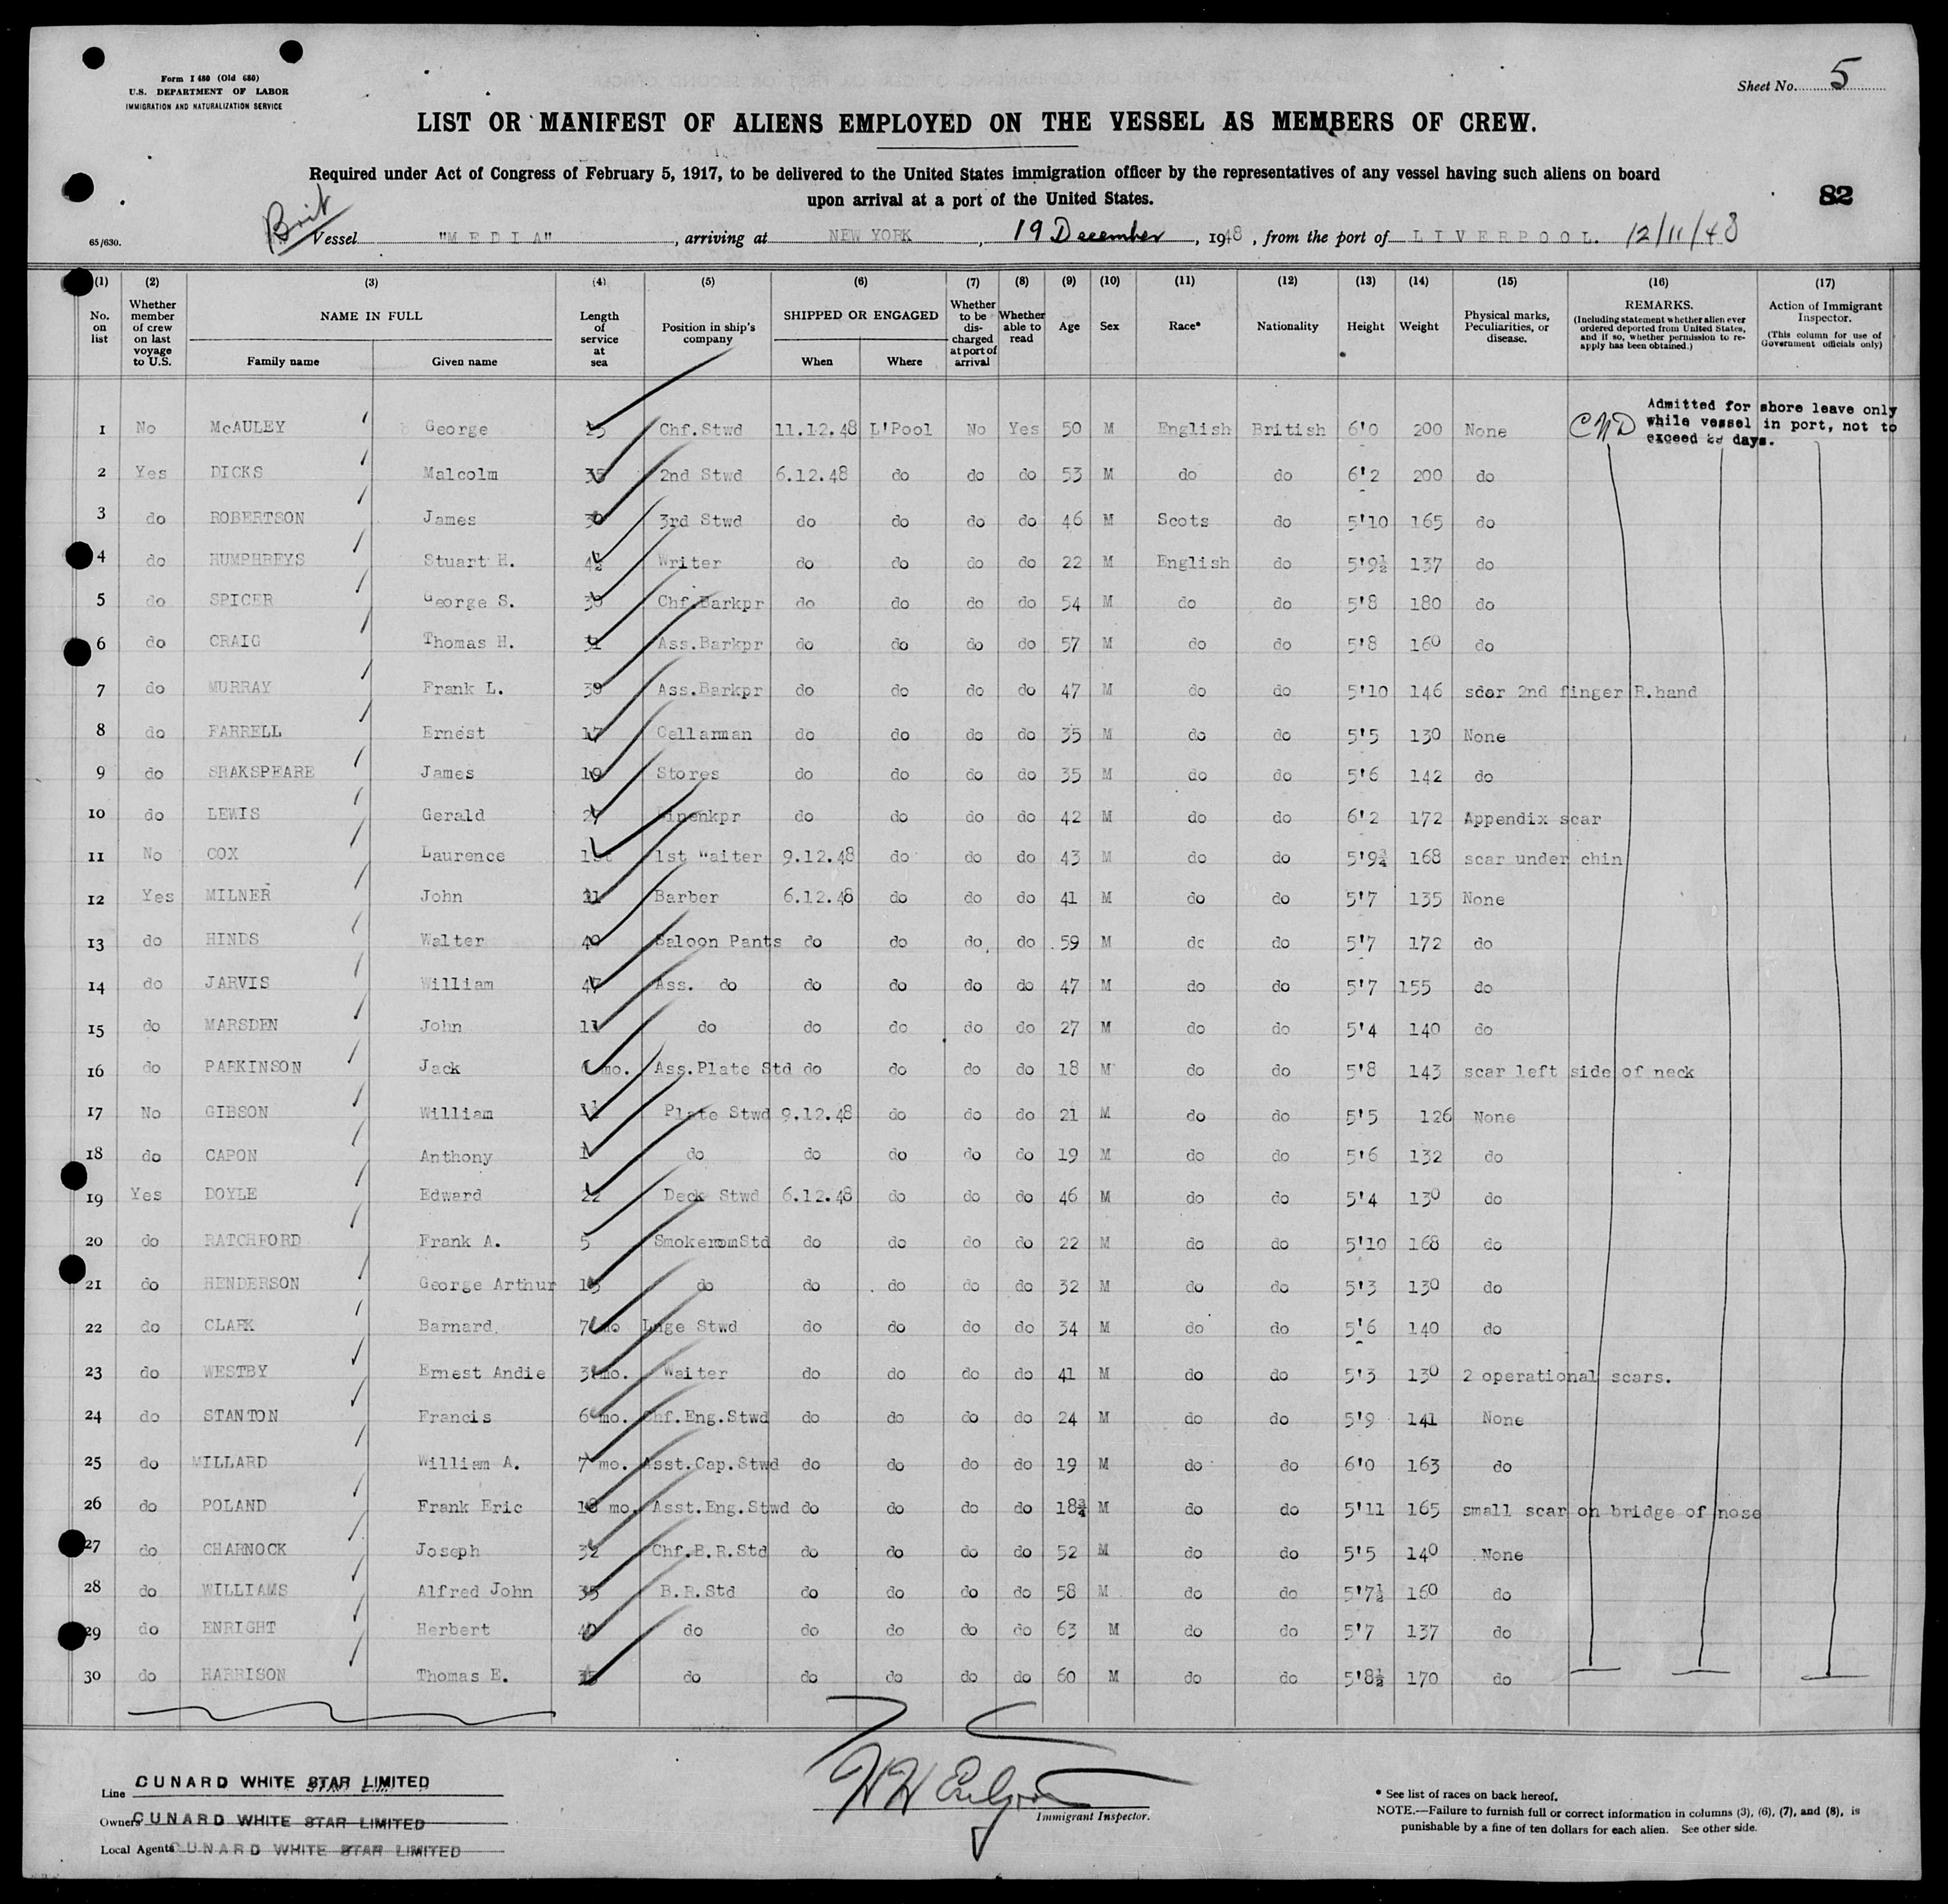 Form I 480 (Old 680)
U.S. DEPARTMENT OF LABOR
IMMIGRATION AND NATURALIZATION SERVICE
Sheet No. 5
LIST OR MANIFEST OF ALIENS EMPLOYED ON THE VESSEL AS MEMBERS OF CREW.
Required under Act of Congress of February 5, 1917, to be delivered to the United States immigration officer by the representatives of any vessel having such aliens on board
upon arrival at a port of the United States.
82
Brit
65/630.
Vessel "MEDIA", arriving at NEW YORK, 19 December, 1948, from the port of LIVERPOOL. 12/11/48
(1) (2) (3) (4) (5) (6) (7) (8) (9) (10) (11) (12) (13) (14) (15) (16) (17)
No. on list
Whether member of crew on last voyage to U.S.
NAME IN FULL
Family name
Given name
Length of service at sea
Position in ship's company
SHIPPED OR ENGAGED
When
Where
Whether to be discharged at port of arrival
Whether able to read
Age
Sex
Race*
Nationality
Height
Weight
Physical marks, Peculiarities, or disease.
REMARKS.
(Including statement whether alien ever ordered deported from United States, and if so, whether permission to re-apply has been obtained.)
Action of Immigrant Inspector.
(This column for use of Government officials only)
Admitted for shore leave only
while vessel in port, not to
exceed days.
1 No McAULEY George 25 Chf.Stwd 11.12.48 L'Pool No Yes 50 M English British 6'0 200 None
2 Yes DICKS Malcolm 35 2nd Stwd 6.12.48 do do do 53 M do do 6'2 200 do
3 do ROBERTSON James 30 3rd Stwd do do do do 46 M Scots do 5'10 165 do
4 do HUMPHREYS Stuart H. 4½ Writer do do do do 22 M English do 5'9½ 137 do
5 do SPICER George S. 30 Chf.Barkpr do do do do 54 M do do 5'8 180 do
6 do CRAIG Thomas H. Ass.Barkpr do do do do 57 M do do 5'8 160 do
7 do MURRAY Frank L. 30 Ass.Barkpr do do do do 47 M do do 5'10 146 scar 2nd finger R.hand
8 do FARRELL Ernest 17 Cellarman do do do do 35 M do do 5'5 130 None
9 do SHAKSPEARE James 19 Stores do do do do 35 M do do 5'6 142 do
10 do LEWIS Gerald Linenkpr do do do do 42 M do do 6'2 172 Appendix scar
11 No COX Laurence 1st 1st Waiter 9.12.48 do do do 43 M do do 5'9¾ 168 scar under chin
12 Yes MILNER John 21 Barber 6.12.48 do do do 41 M do do 5'7 135 None
13 do HINDS Walter 40 Saloon Pants do do do do 59 M do do 5'7 172 do
14 do JARVIS William 47 Ass. do do do do do 47 M do do 5'7 155 do
15 do MARSDEN John 11 do do do do do 27 M do do 5'4 140 do
16 do PARKINSON Jack 6 mo. Ass.Plate Std do do do do 18 M do do 5'8 143 scar left side of neck
17 No GIBSON William Plate Stwd 9.12.48 do do do 21 M do do 5'5 126 None
18 do CAPON Anthony 1 do do do do do 19 M do do 5'6 132 do
19 Yes DOYLE Edward 22 Deck Stwd 6.12.48 do do do 46 M do do 5'4 130 do
20 do RATCHFORD Frank A. 5 SmokeromStd do do do do 22 M do do 5'10 168 do
21 do HENDERSON George Arthur do do do do do 32 M do do 5'3 130 do
22 do CLARK Barnard. 7 mo Lnge Stwd do do do do 34 M do do 5'6 140 do
23 do WESTBY Ernest Andie mo. Waiter do do do do 41 M do do 5'3 130 2 operational scars.
24 do STANTON Francis 6 mo. Chf.Eng.Stwd do do do do 24 M do do 5'9 141 None
25 do MILLARD William A. 7 mo. Asst.Cap.Stwd do do do do 19 M do do 6'0 163 do
26 do POLAND Frank Eric 18 mo. Asst.Eng.Stwd do do do do 18¾ M do do 5'11 165 small scar on bridge of nose
27 do CHARNOCK Joseph 32 Chf.B.R.Std do do do do 52 M do do 5'5 140 None
28 do WILLIAMS Alfred John 35 B.R.Std do do do do 58 M do do 5'7½ 160 do
29 do ENRIGHT Herbert 40 do do do do do 63 M do do 5'7 137 do
30 do HARRISON Thomas E. do do do do do 60 M do do 5'8½ 170 do
Line CUNARD WHITE STAR LIMITED
Owners CUNARD WHITE STAR LIMITED
Local Agents CUNARD WHITE STAR LIMITED
Immigrant Inspector.
* See list of races on back hereof.
NOTE.—Failure to furnish full or correct information in columns (3), (6), (7), and (8), is
punishable by a fine of ten dollars for each alien. See other side.